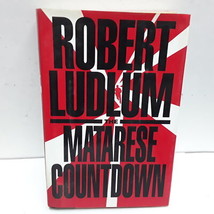 ROBERT
LUDLUM
THE
MATARESE
COUNTDOWN